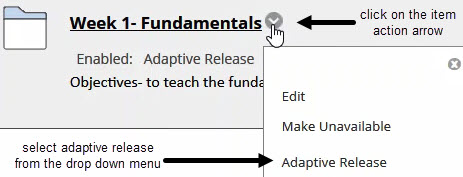 Week 1- Fundamentals
click on the item
action arrow
Enabled: Adaptive Release
Objectives- to teach the funda
Edit
Make Unavailable
select adaptive release
from the drop down menu
Adaptive Release